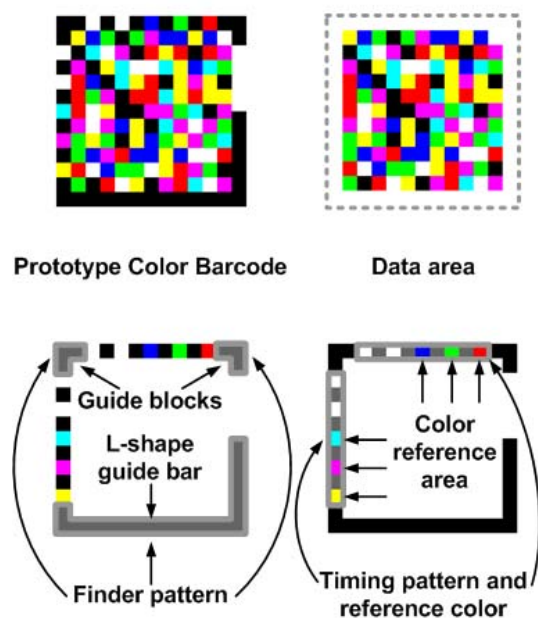 Prototype Color Barcode
Data area
Guide blocks
L-shape
guide bar
Finder pattern
Color
reference
area
Timing pattern and
reference color